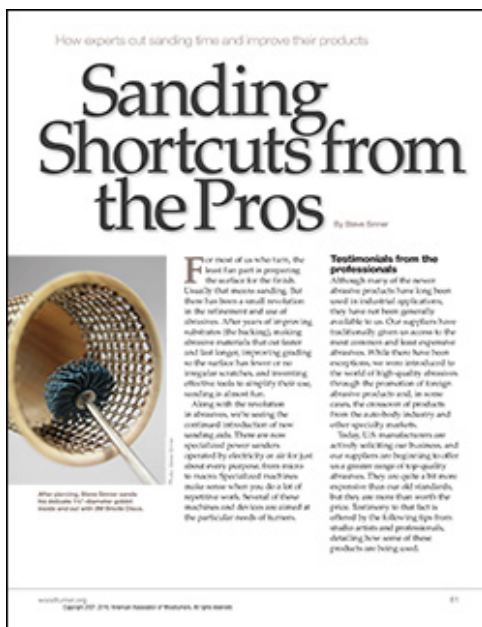 How experts cut sanding time and improve their products
Sanding
Shortcuts from
the Pros
By Steve Sinner
For most of us who turn, the
least fun part is preparing
the surface for the finish.
Usually that means sanding. But
there has been a small revolution
in the refinement and use of
abrasives. After years of improving
substrates (the backing), making
abrasive materials that cut faster
and last longer, improving grading
so the surface has fewer or no
irregular scratches, and inventing
effective tools to simplify their use,
sanding is almost fun.
Along with the revolution
in abrasives, we're seeing the
continued introduction of new
sanding aids. There are now
specialized power sanders
operated by electricity or air for just
about every purpose, from micro
to macro. Specialized machines
make sense when you do a lot of
repetitive work. Several of these
machines and devices are aimed at
the particular needs of turners.
Testimonials from the
professionals
Although many of the newer
abrasive products have long been
used in industrial applications,
they have not been generally
available to us. Our suppliers have
traditionally given us access to the
most common and least expensive
abrasives. While there have been
exceptions, we were introduced to
the world of high-quality abrasives
through the promotion of foreign
abrasive products and, in some
cases, the crossover of products
from the auto-body industry and
other specialty markets.
Today, U.S. manufacturers are
actively soliciting our business, and
our suppliers are beginning to offer
us a greater range of top-quality
abrasives. They are quite a bit more
expensive than our old standards,
but they are more than worth the
price. Testimony to that fact is
offered by the following tips from
studio artists and professionals,
detailing how some of these
products are being used.
Photo: Steve Sinner
After piercing, Steve Sinner sands
his delicate diameter goblet
inside and out with 3M Bristle Discs.
woodturner.org
61
Copyright 2007, 2016, American Association of Woodturners. All rights reserved.